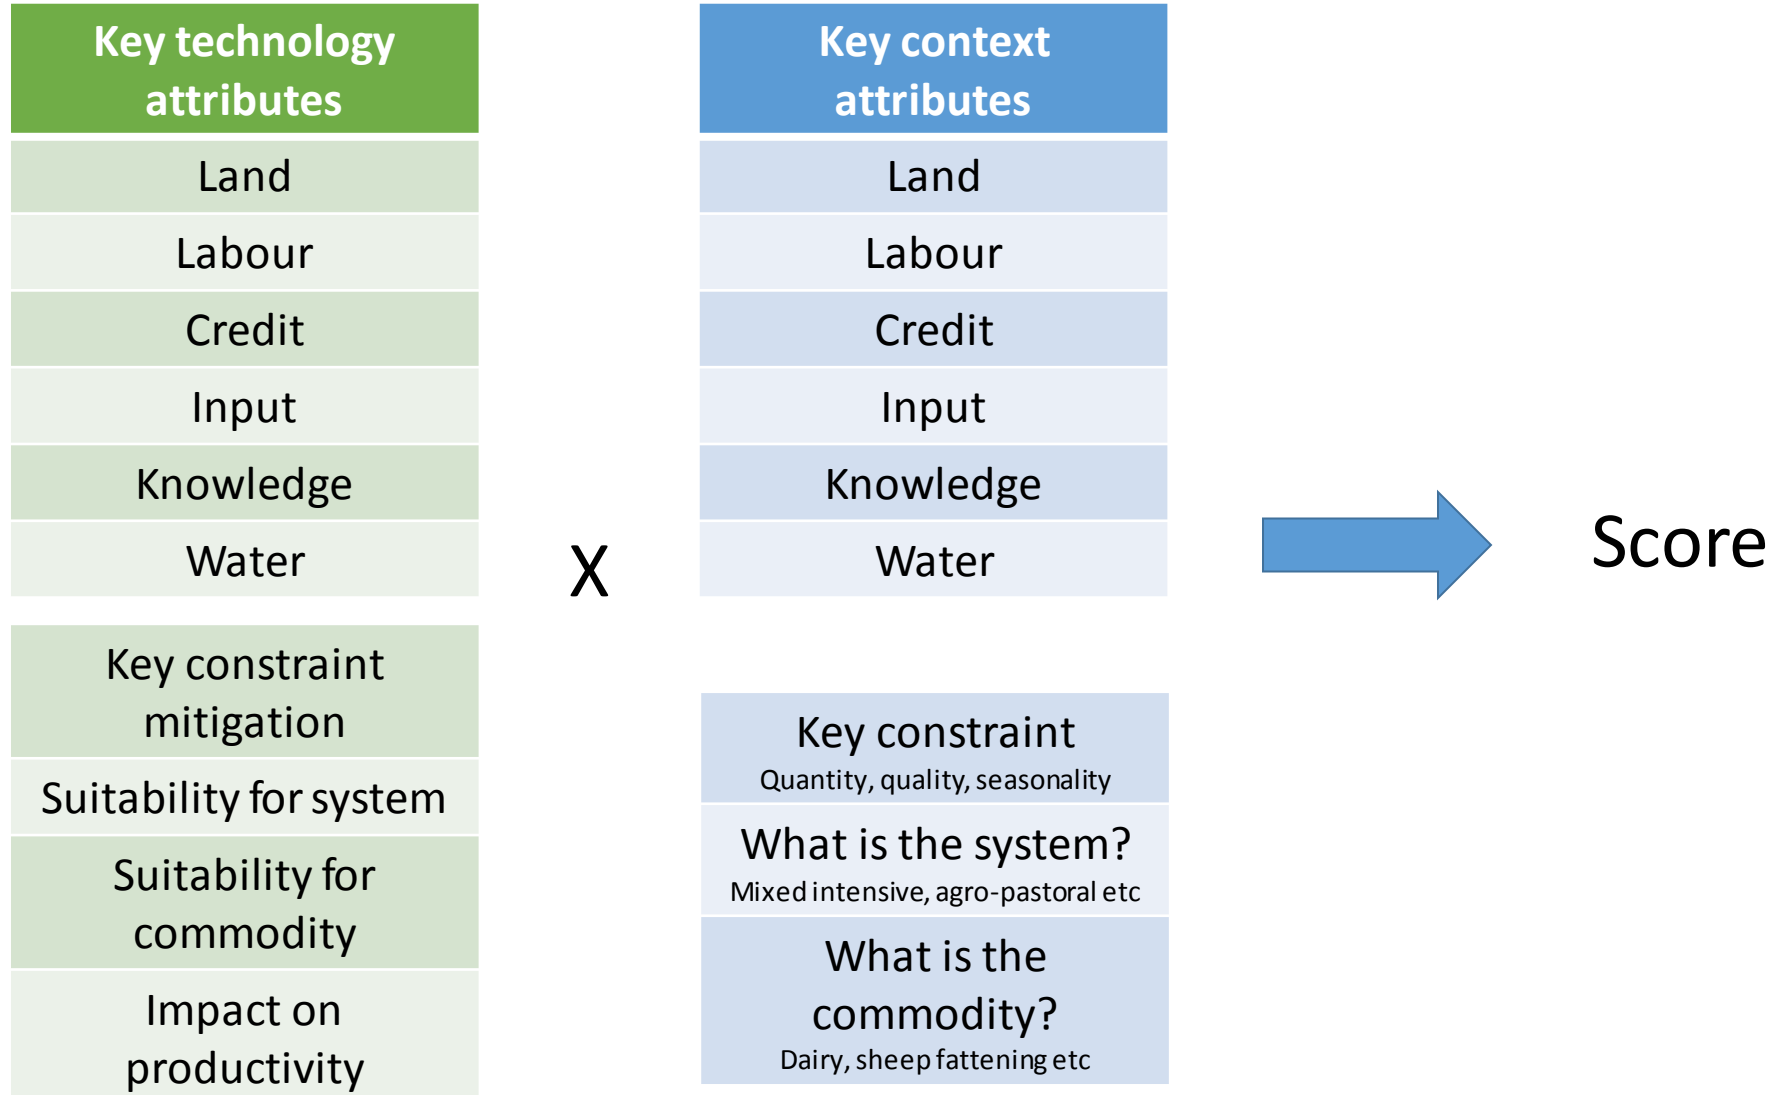 Key technology
attributes
Land
Labour
Credit
Input
Knowledge
Water
Key constraint
mitigation
Suitability for system
Suitability for
commodity
Impact on
productivity
X
Key context
attributes
Land
Labour
Credit
Input
Knowledge
Water
Key constraint
Quantity, quality, seasonality
What is the system?
Mixed intensive, agro-pastoral etc
What is the
commodity?
Dairy, sheep fattening etc
Score